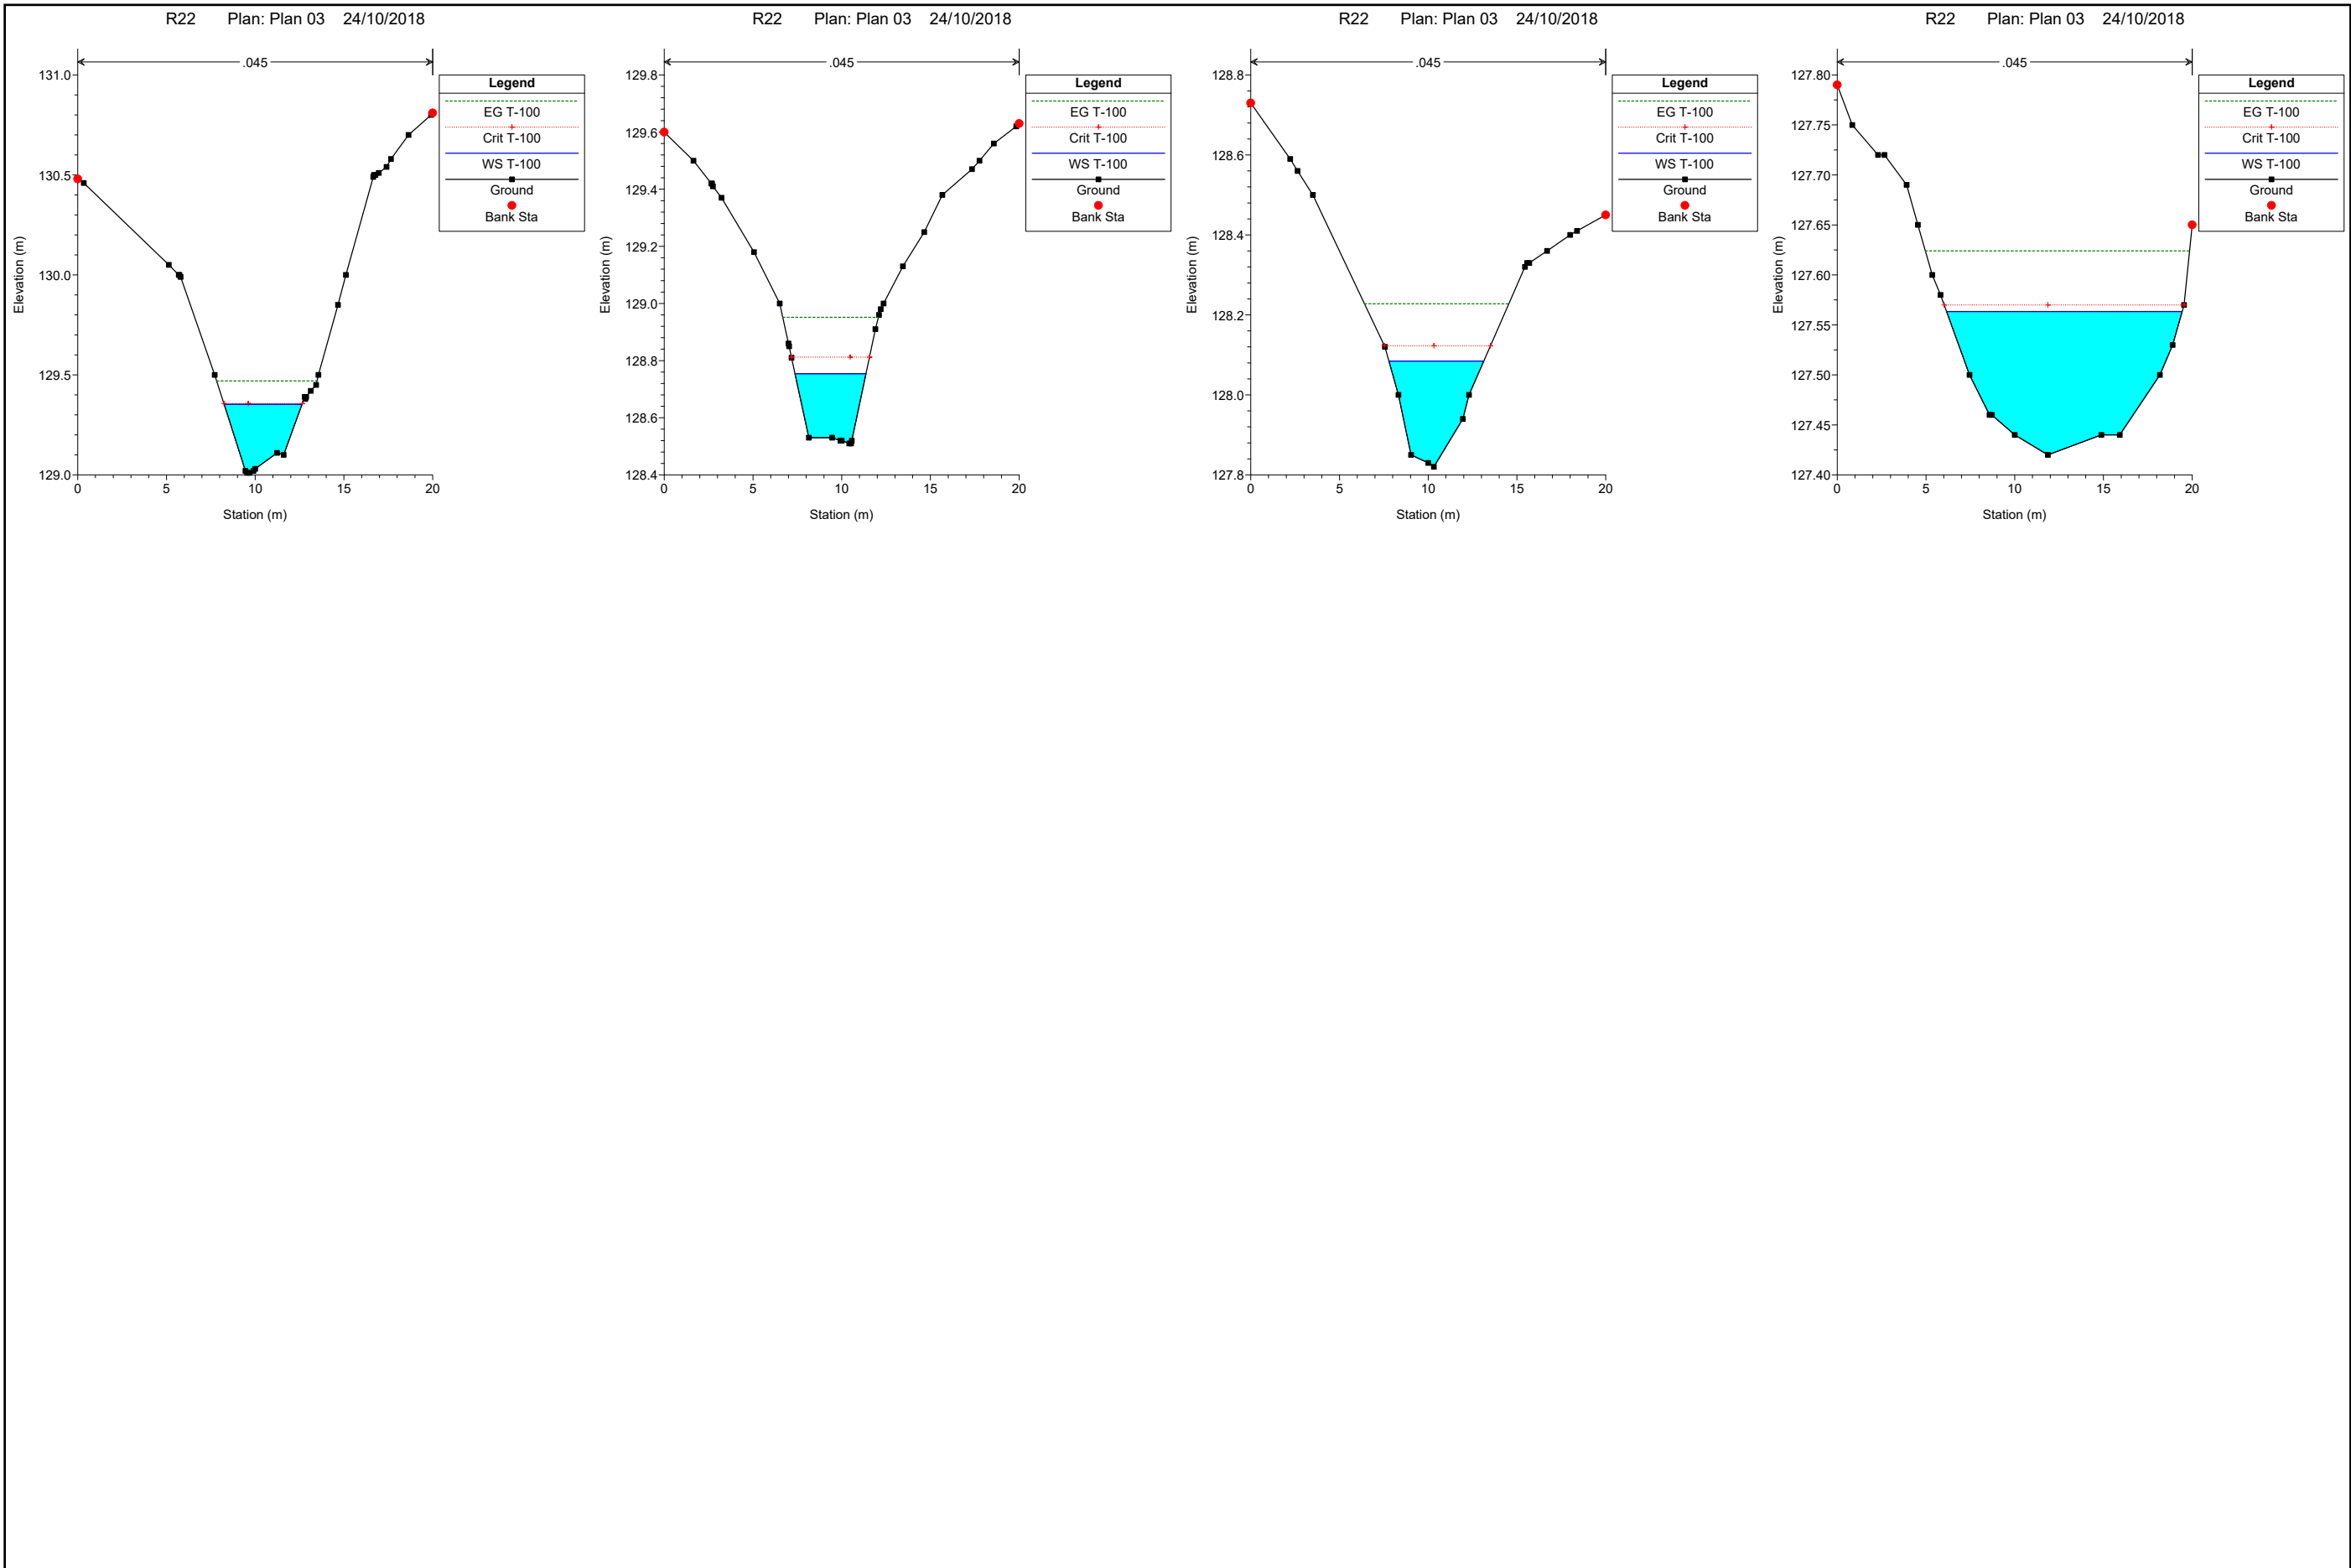 R22 Plan: Plan 03 24/10/2018
.045
131.0
130.5
130.0
129.5
129.0
Elevation (m)
0 5 10 15 20
Station (m)
Legend
EG T-100
Crit T-100
WS T-100
Ground
Bank Sta
R22 Plan: Plan 03 24/10/2018
.045
129.8
129.6
129.4
129.2
129.0
128.8
128.6
128.4
Elevation (m)
0 5 10 15 20
Station (m)
Legend
EG T-100
Crit T-100
WS T-100
Ground
Bank Sta
R22 Plan: Plan 03 24/10/2018
.045
128.8
128.6
128.4
128.2
128.0
127.8
Elevation (m)
0 5 10 15 20
Station (m)
Legend
EG T-100
Crit T-100
WS T-100
Ground
Bank Sta
R22 Plan: Plan 03 24/10/2018
.045
127.80
127.75
127.70
127.65
127.60
127.55
127.50
127.45
127.40
Elevation (m)
0 5 10 15 20
Station (m)
Legend
EG T-100
Crit T-100
WS T-100
Ground
Bank Sta